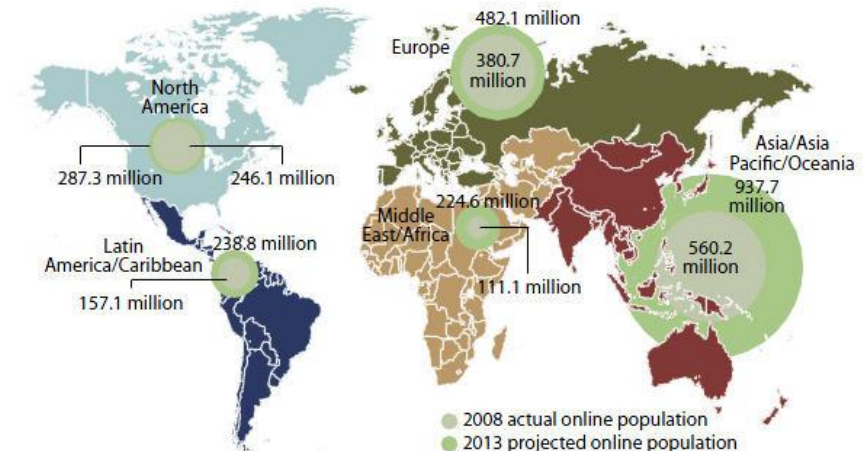 North
America
287.3 million
246.1 million
Latin
America/Caribbean
238.8 million
157.1 million
Europe
482.1 million
380.7
million
Middle
East/Africa
224.6 million
111.1 million
Asia/Asia
Pacific/Oceania
937.7
million
560.2
million
2008 actual online population
2013 projected online population